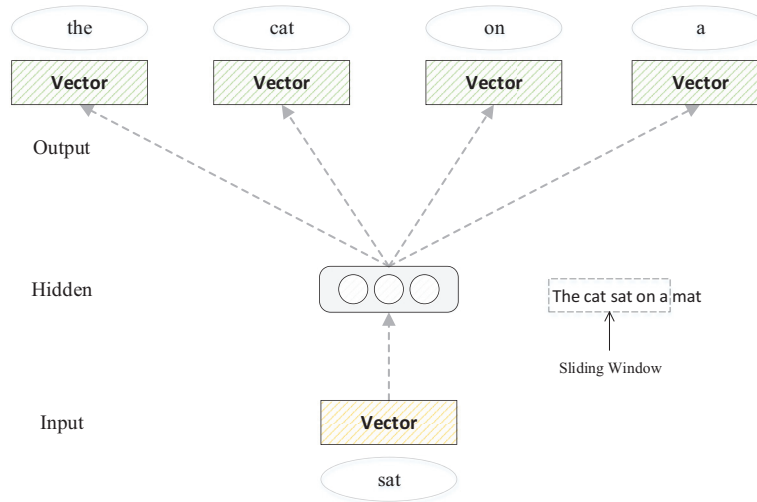 the cat on a
Vector Vector Vector Vector
Output
Hidden
The cat sat on a mat
Sliding Window
Input
Vector
sat